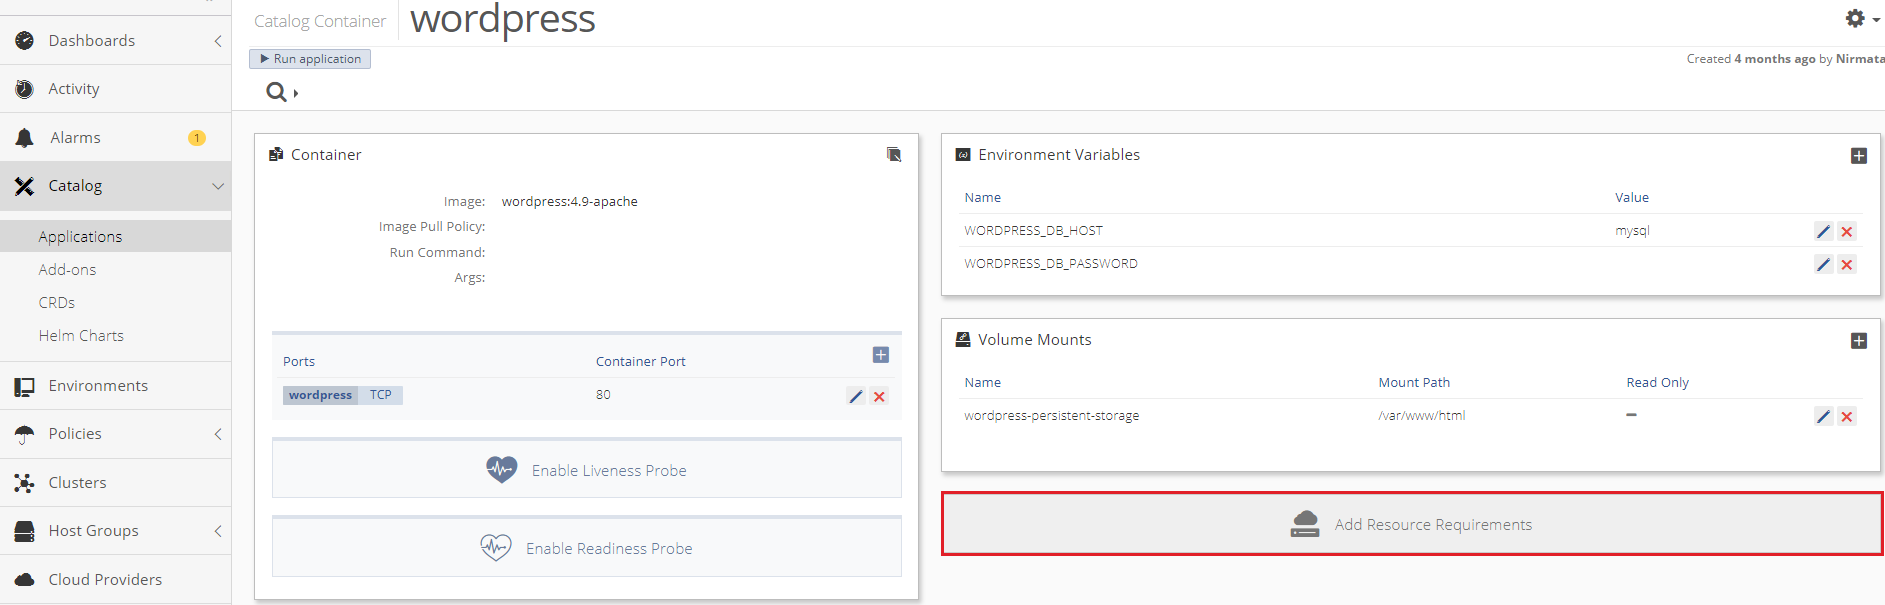 Dashboards
Activity
Alarms 1
Catalog
Applications
Add-ons
CRDs
Helm Charts
Environments
Policies
Clusters
Host Groups
Cloud Providers
Catalog Container wordpress
Run application
Created 4 months ago by Nirmata
Container
Image: wordpress:4.9-apache
Image Pull Policy:
Run Command:
Args:
Ports Container Port
wordpress TCP 80
Enable Liveness Probe
Enable Readiness Probe
Environment Variables
Name Value
WORDPRESS_DB_HOST mysql
WORDPRESS_DB_PASSWORD
Volume Mounts
Name Mount Path Read Only
wordpress-persistent-storage /var/www/html –
Add Resource Requirements